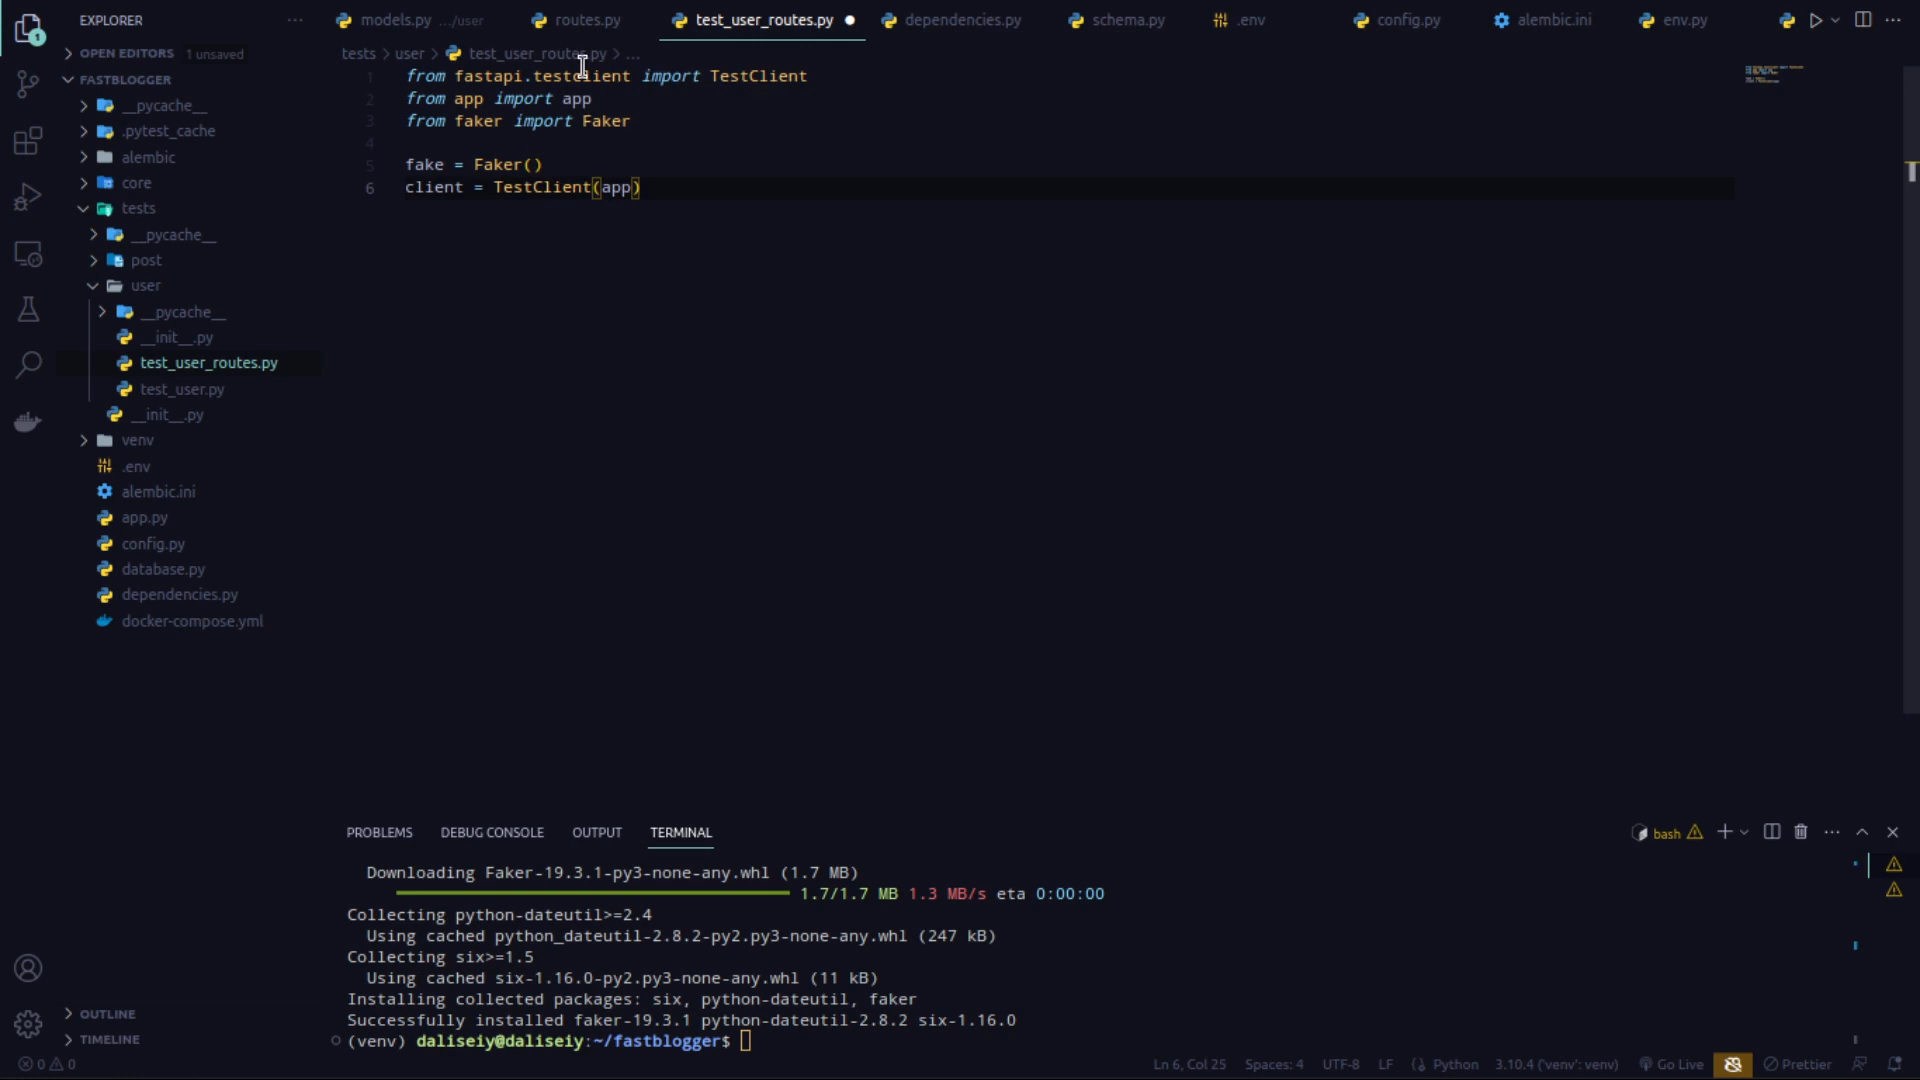 EXPLORER
models.py .../user
routes.py
test_user_routes.py
dependencies.py
schema.py
.env
config.py
alembic.ini
env.py
OPEN EDITORS 1 unsaved
FASTBLOGGER
__pycache__
.pytest_cache
alembic
core
tests
__pycache__
post
user
__pycache__
__init__.py
test_user_routes.py
test_user.py
__init__.py
venv
.env
alembic.ini
app.py
config.py
database.py
dependencies.py
docker-compose.yml
OUTLINE
TIMELINE
tests > user > test_user_routes.py > ...
1 from fastapi.testclient import TestClient
2 from app import app
3 from faker import Faker
4
5 fake = Faker()
6 client = TestClient(app)
PROBLEMS DEBUG CONSOLE OUTPUT TERMINAL
bash
Downloading Faker-19.3.1-py3-none-any.whl (1.7 MB)
1.7/1.7 MB 1.3 MB/s eta 0:00:00
Collecting python-dateutil>=2.4
Using cached python_dateutil-2.8.2-py2.py3-none-any.whl (247 kB)
Collecting six>=1.5
Using cached six-1.16.0-py2.py3-none-any.whl (11 kB)
Installing collected packages: six, python-dateutil, faker
Successfully installed faker-19.3.1 python-dateutil-2.8.2 six-1.16.0
(venv) daliseiy@daliseiy:~/fastblogger$
0 0
Ln 6, Col 25 Spaces: 4 UTF-8 LF Python 3.10.4 ('venv': venv) Go Live Prettier
1